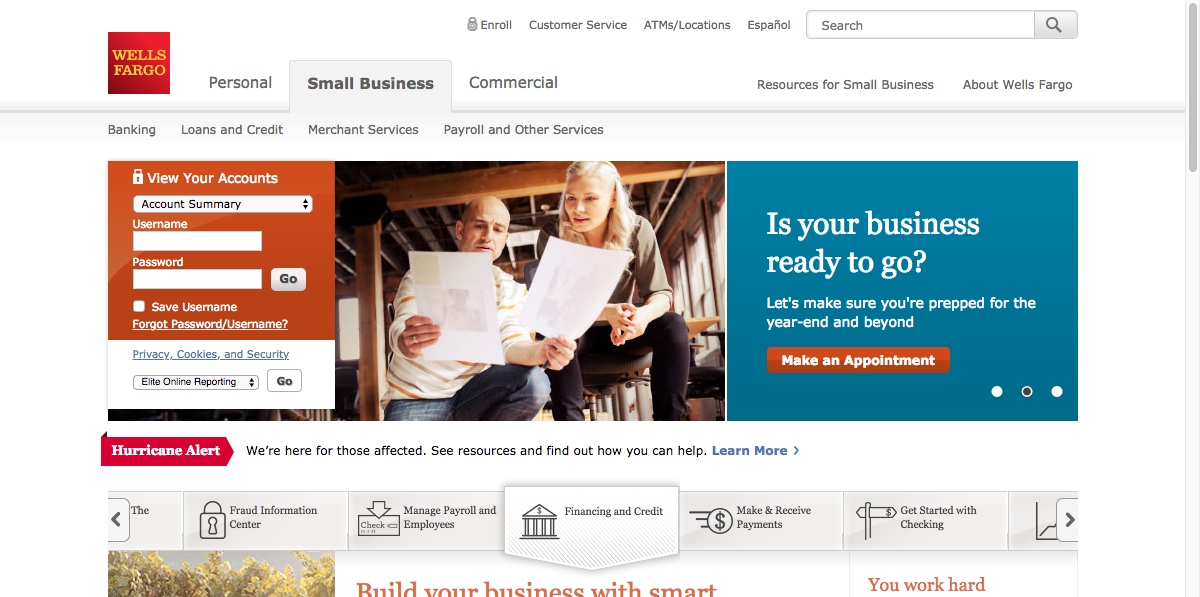 Enroll
Customer Service
ATMs/Locations
Español
Search
WELLS
FARGO
Personal
Small Business
Commercial
Resources for Small Business
About Wells Fargo
Banking
Loans and Credit
Merchant Services
Payroll and Other Services
View Your Accounts
Account Summary
Username
Password
Go
Save Username
Forgot Password/Username?
Privacy, Cookies, and Security
Elite Online Reporting
Go
Is your business
ready to go?
Let's make sure you're prepped for the
year-end and beyond
Make an Appointment
Hurricane Alert
We’re here for those affected. See resources and find out how you can help. Learn More
The
Fraud Information
Center
Check
Manage Payroll and
Employees
$
Financing and Credit
$
Make & Receive
Payments
$
Get Started with
Checking
Build your business with smart
You work hard